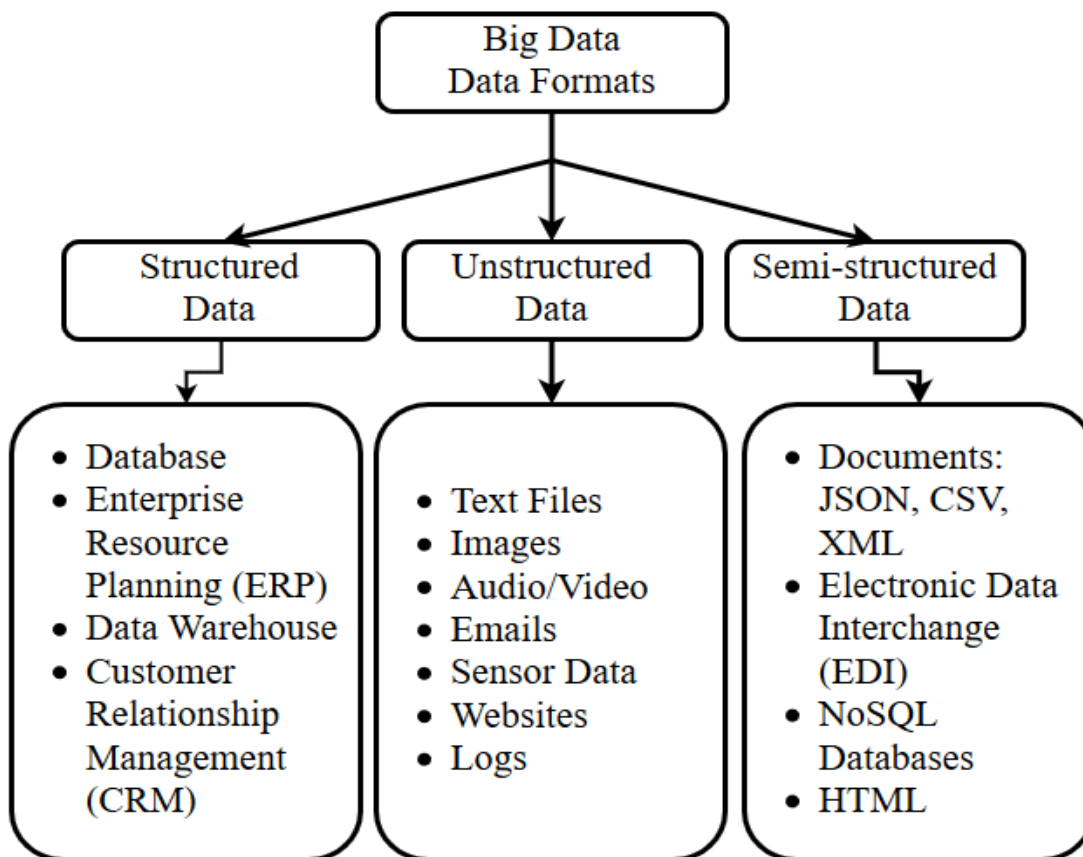 Big Data
Data Formats
Structured
Data
Unstructured
Data
Semi-structured
Data
• Database
• Enterprise
Resource
Planning (ERP)
• Data Warehouse
• Customer
Relationship
Management
(CRM)
• Text Files
• Images
• Audio/Video
• Emails
• Sensor Data
• Websites
• Logs
• Documents:
JSON, CSV,
XML
• Electronic Data
Interchange
(EDI)
• NoSQL
Databases
• HTML